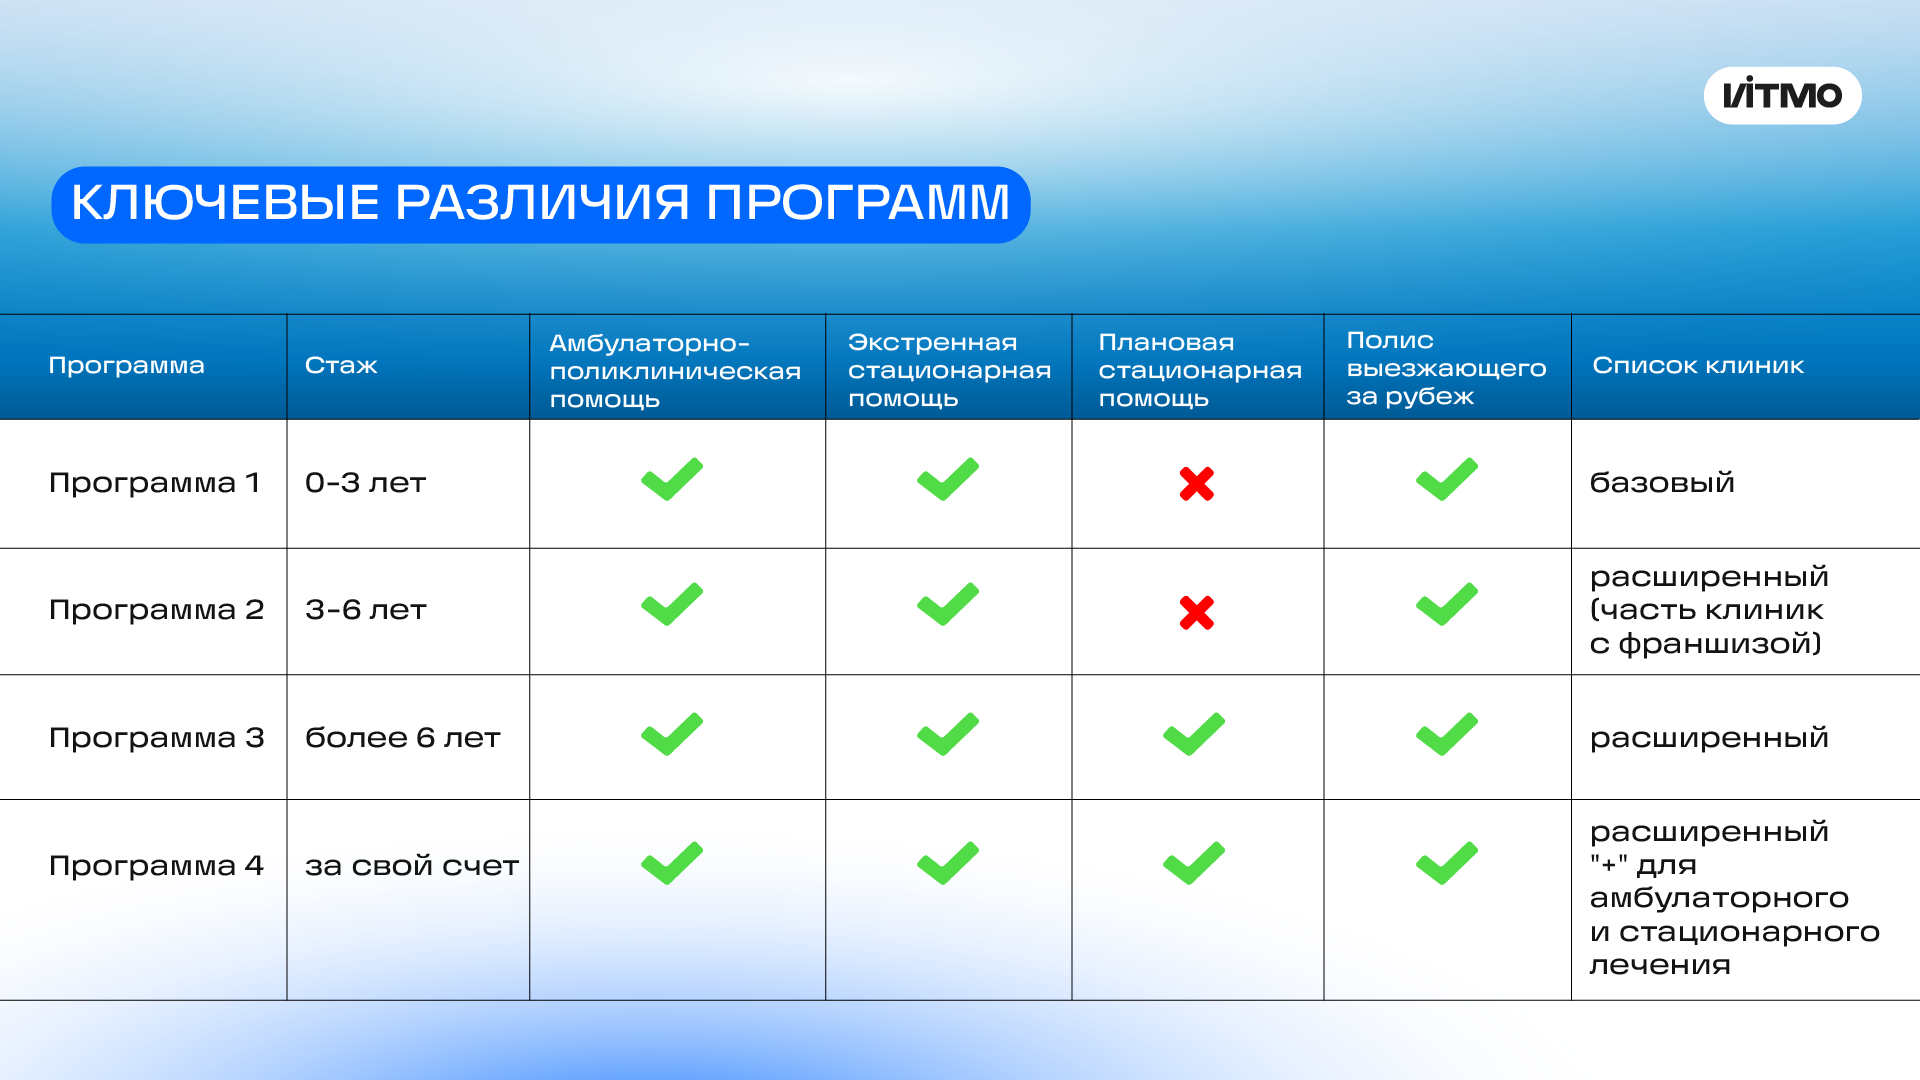 ИТМО
КЛЮЧЕВЫЕ РАЗЛИЧИЯ ПРОГРАММ
Программа
Стаж
Амбулаторно-
поликлиническая
помощь
Экстренная
стационарная
помощь
Плановая
стационарная
помощь
Полис
выезжающего
за рубеж
Список клиник
Программа 1
0-3 лет
базовый
Программа 2
3-6 лет
расширенный
(часть клиник
с франшизой)
Программа 3
более 6 лет
расширенный
Программа 4
за свой счет
расширенный
"+" для
амбулаторного
и стационарного
лечения